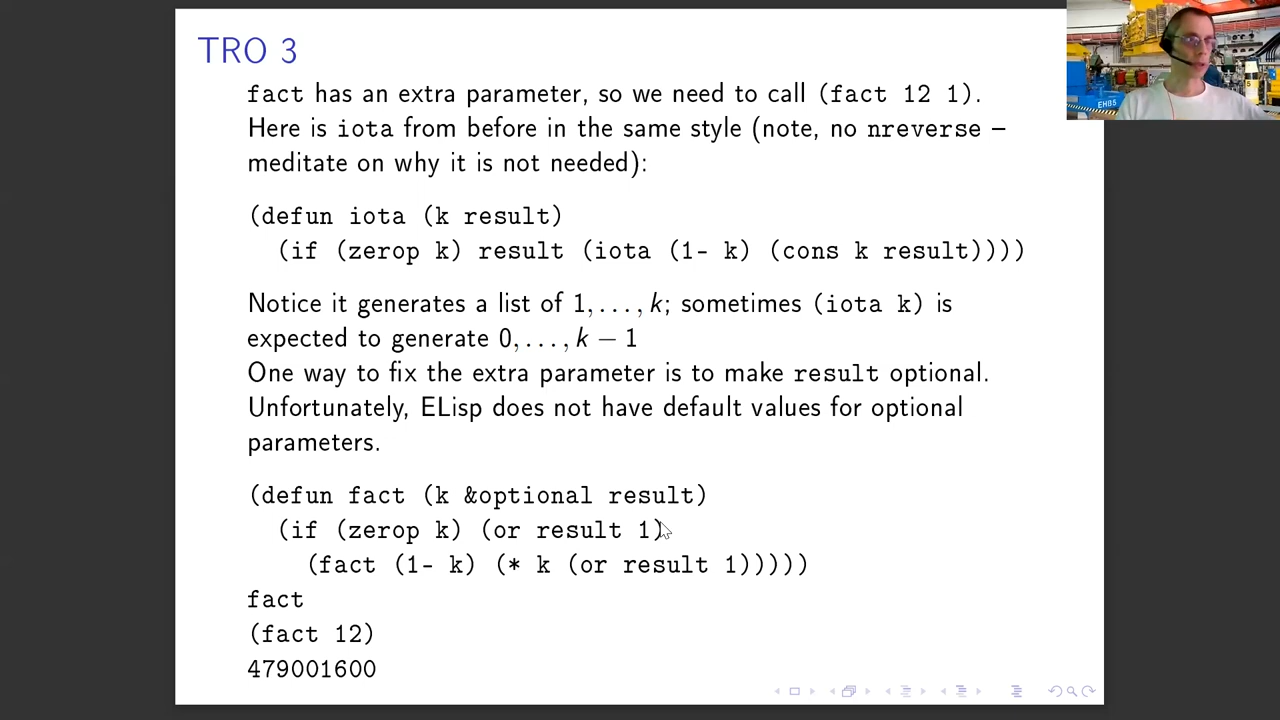 TRO 3
fact has an extra parameter, so we need to call (fact 12 1).
Here is iota from before in the same style (note, no nreverse –
meditate on why it is not needed):
(defun iota (k result)
  (if (zerop k) result (iota (1- k) (cons k result))))
Notice it generates a list of 1, . . . , k; sometimes (iota k) is
expected to generate 0, . . . , k − 1
One way to fix the extra parameter is to make result optional.
Unfortunately, ELisp does not have default values for optional
parameters.
(defun fact (k &optional result)
  (if (zerop k) (or result 1)
    (fact (1- k) (* k (or result 1)))))
fact
(fact 12)
479001600
EH85
5